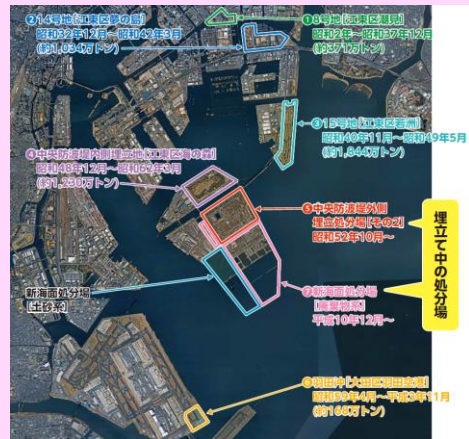 ❷14号地［江東区夢の島］
昭和32年12月～昭和42年3月
(約1,034万トン)
❶8号地［江東区潮見］
昭和2年～昭和37年12月
(約371万トン)
❸15号地［江東区若洲］
昭和40年11月～昭和49年5月
(約1,844万トン)
❹中央防波堤内側埋立地［江東区海の森］
昭和48年12月～昭和62年3月
(約1,230万トン)
❺中央防波堤外側
埋立処分場［その2］
昭和52年10月～
埋立て中の処分場
新海面処分場
［土砂系］
❼新海面処分場
［廃棄物系］
平成10年12月～
❻羽田沖［大田区羽田空港］
昭和59年4月～平成3年11月
(約168万トン)